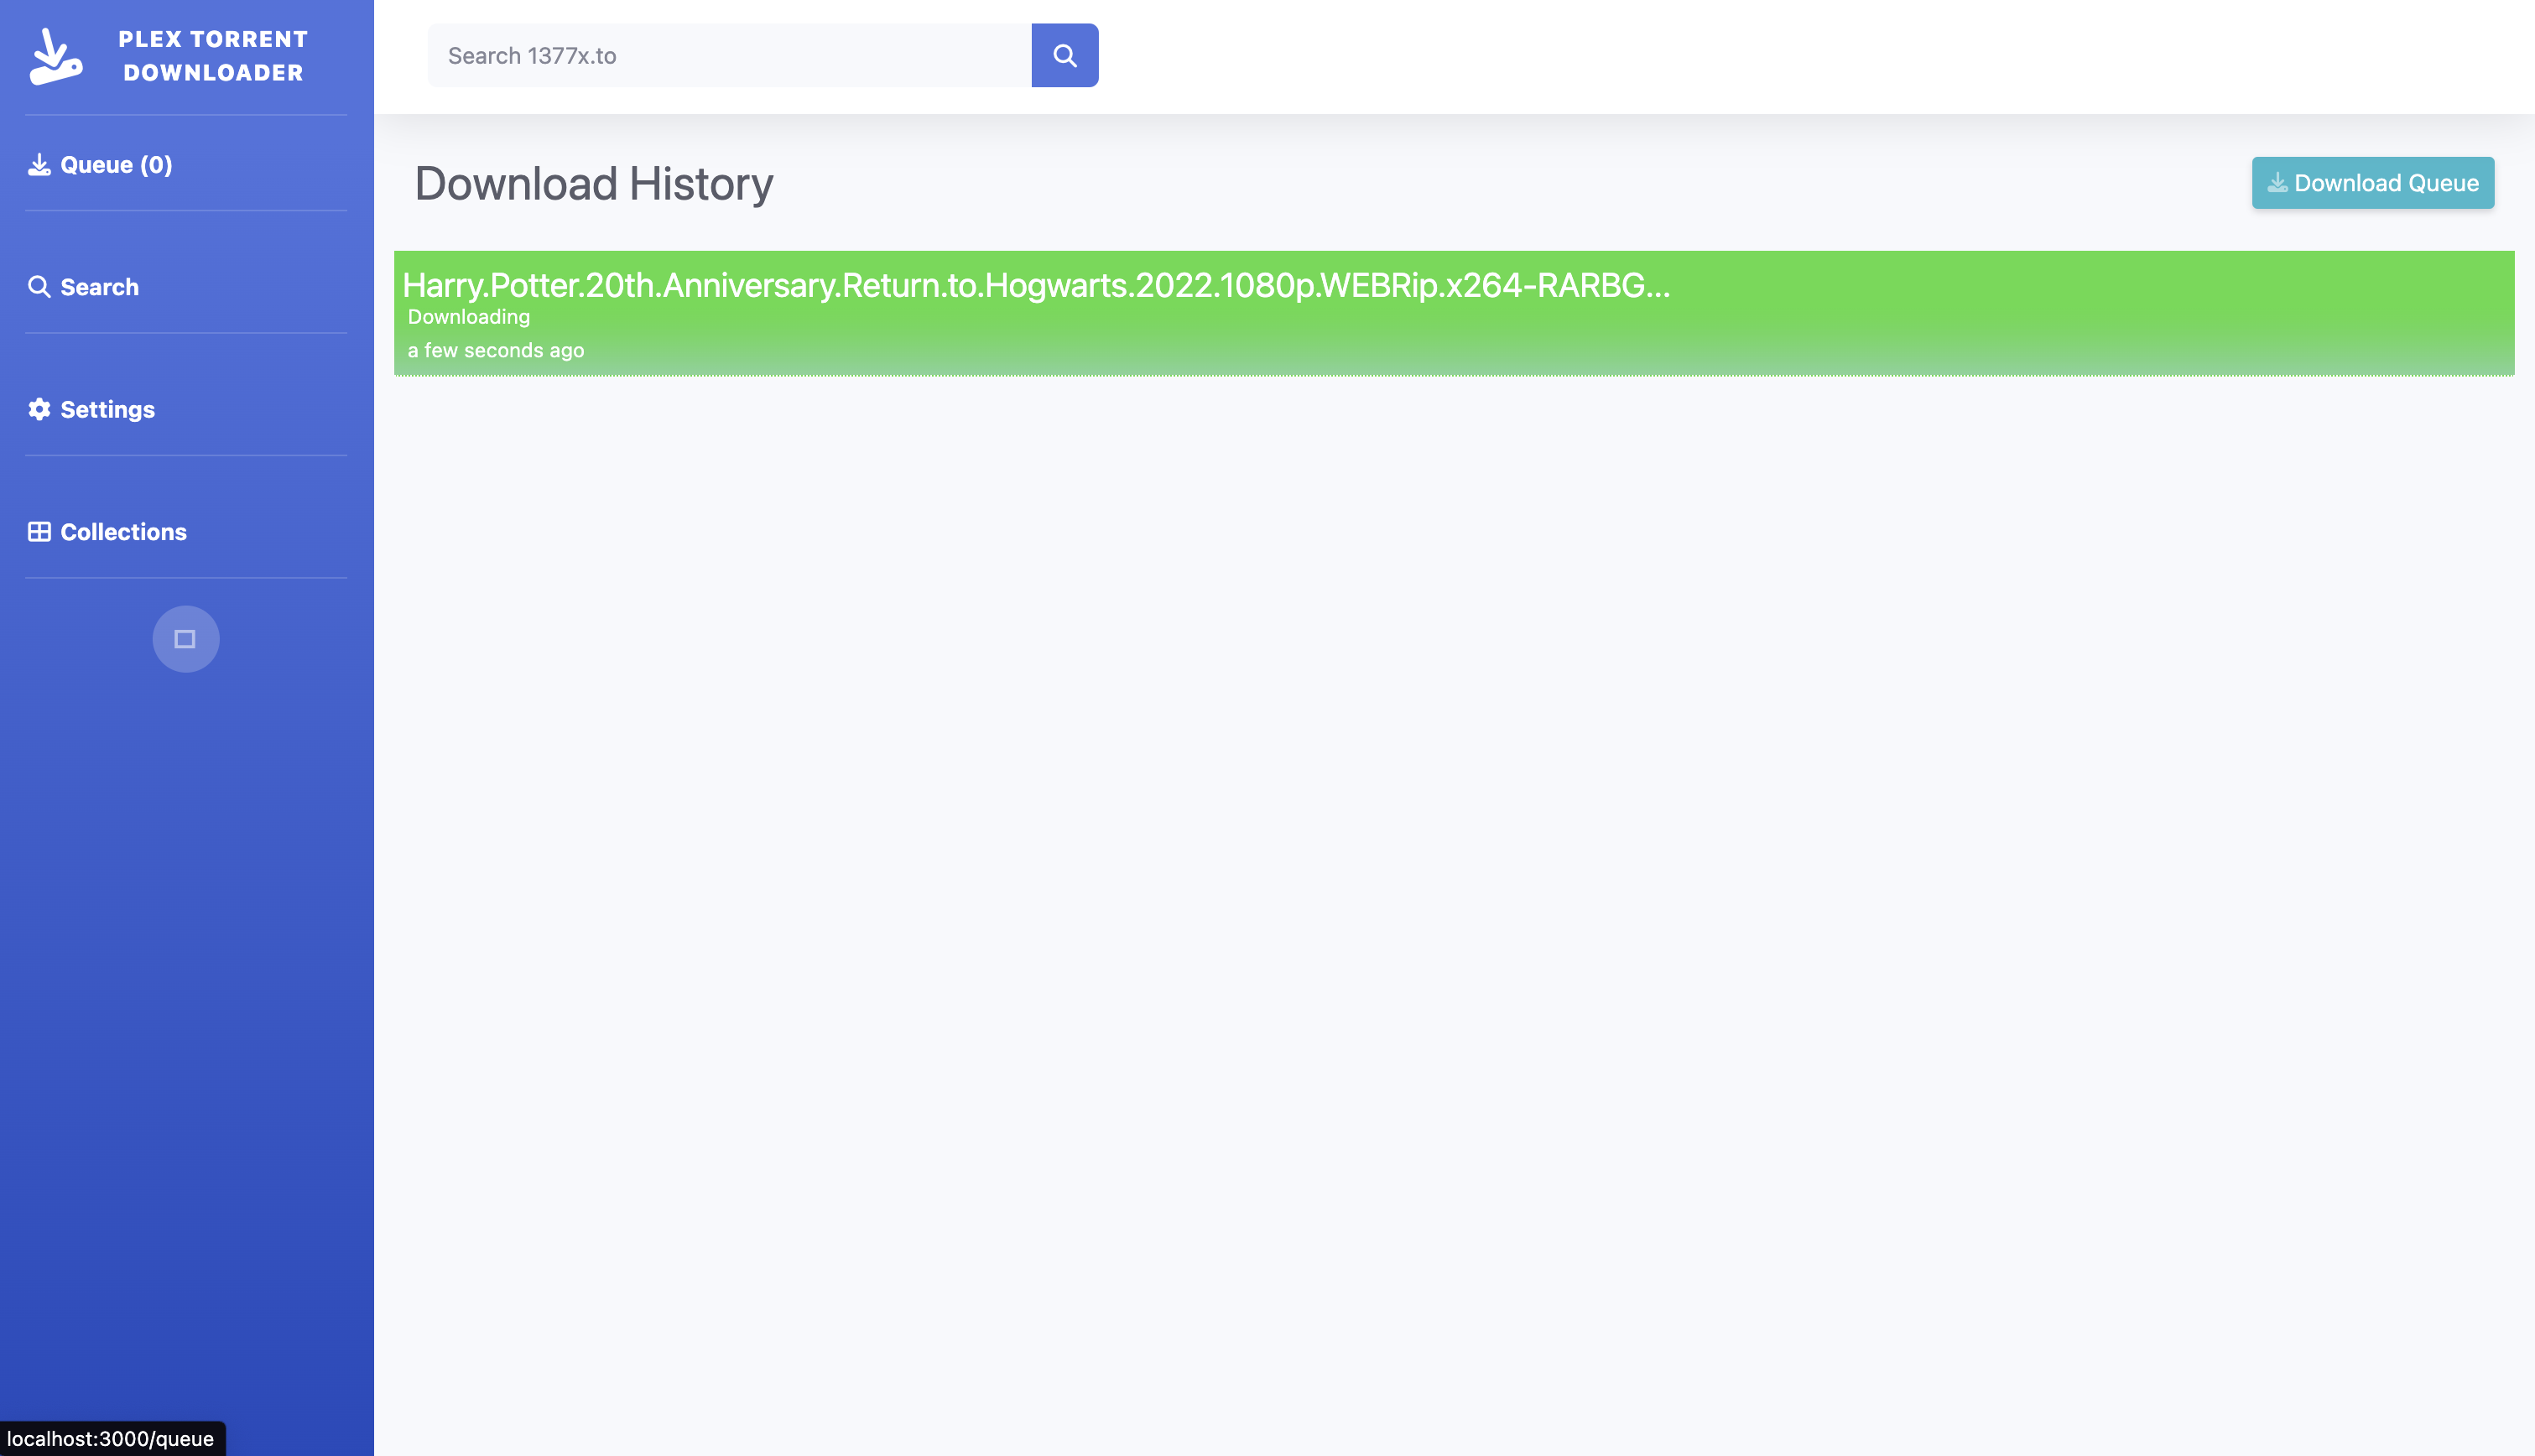 PLEX TORRENT
DOWNLOADER
Queue (0)
Search
Settings
Collections
Search 1377x.to
Download History
Download Queue
Harry.Potter.20th.Anniversary.Return.to.Hogwarts.2022.1080p.WEBRip.x264-RARBG...
Downloading
a few seconds ago
localhost:3000/queue